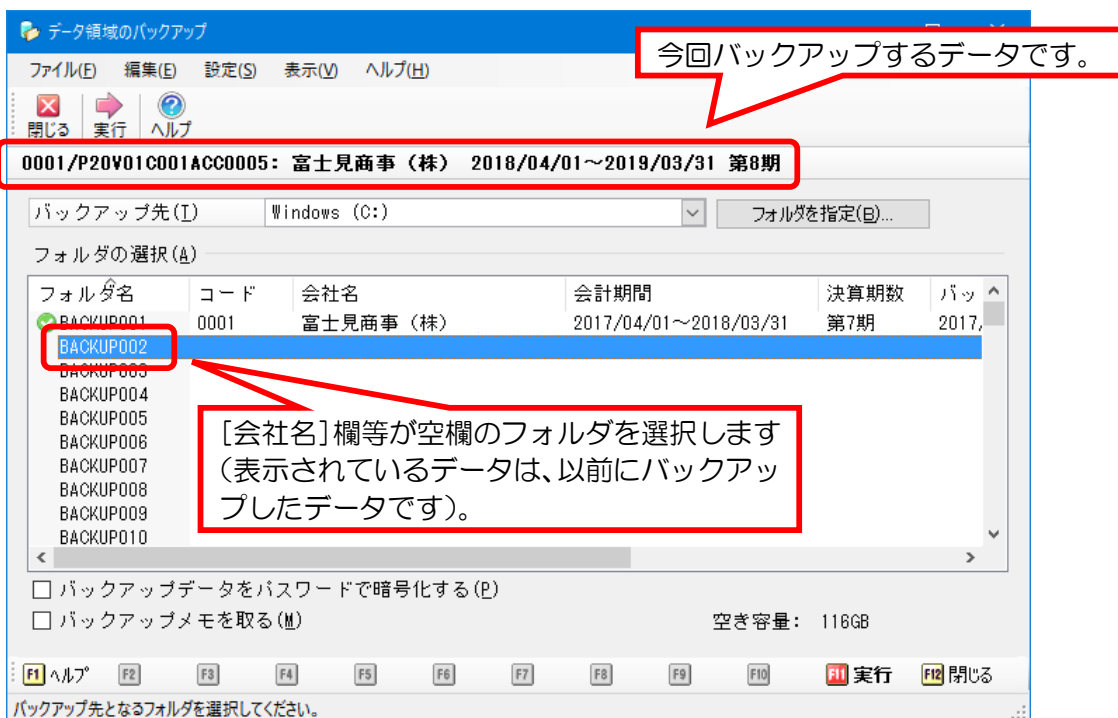 データ領域のバックアップ
今回バックアップするデータです。
ファイル(F) 編集(E) 設定(S) 表示(V) ヘルプ(H)
閉じる 実行 ヘルプ
0001/P20V01C001ACC0005: 富士見商事（株） 2018/04/01～2019/03/31 第8期
バックアップ先(T) Windows (C:) フォルダを指定(B)...
フォルダの選択(A)
フォルダ名 コード 会社名 会計期間 決算期数 バッ
BACKUP001 0001 富士見商事（株） 2017/04/01～2018/03/31 第7期 2017,
BACKUP002
BACKUP003
BACKUP004
BACKUP005
BACKUP006
BACKUP007
BACKUP008
BACKUP009
BACKUP010
[会社名]欄等が空欄のフォルダを選択します
（表示されているデータは、以前にバックアッ
プしたデータです）。
バックアップデータをパスワードで暗号化する(P)
バックアップメモを取る(M) 空き容量: 116GB
F1 ヘルプ F2 F3 F4 F5 F6 F7 F8 F9 F10 F11 実行 F12 閉じる
バックアップ先となるフォルダを選択してください。